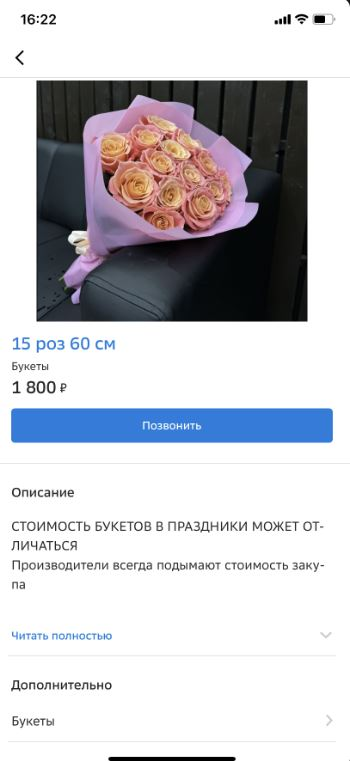 16:22
15 роз 60 см
Букеты
1 800 ₽
Позвонить
Описание
СТОИМОСТЬ БУКЕТОВ В ПРАЗДНИКИ МОЖЕТ ОТ-
ЛИЧАТЬСЯ
Производители всегда подымают стоимость заку-
па
Читать полностью
Дополнительно
Букеты